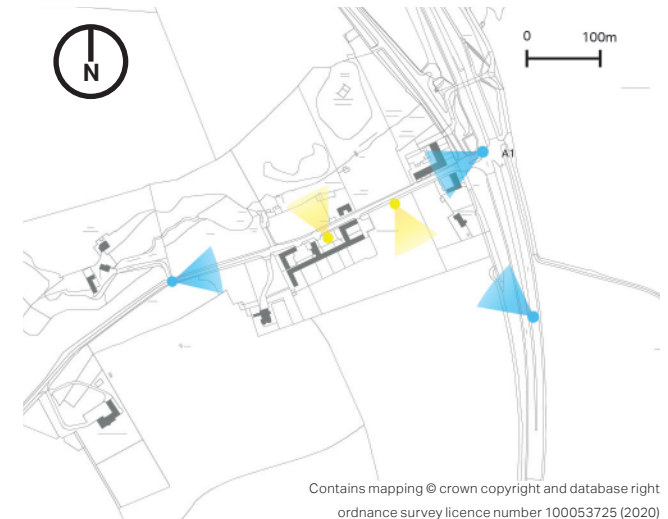 N
0 100m
A1
Contains mapping © crown copyright and database right
ordnance survey licence number 100053725 (2020)